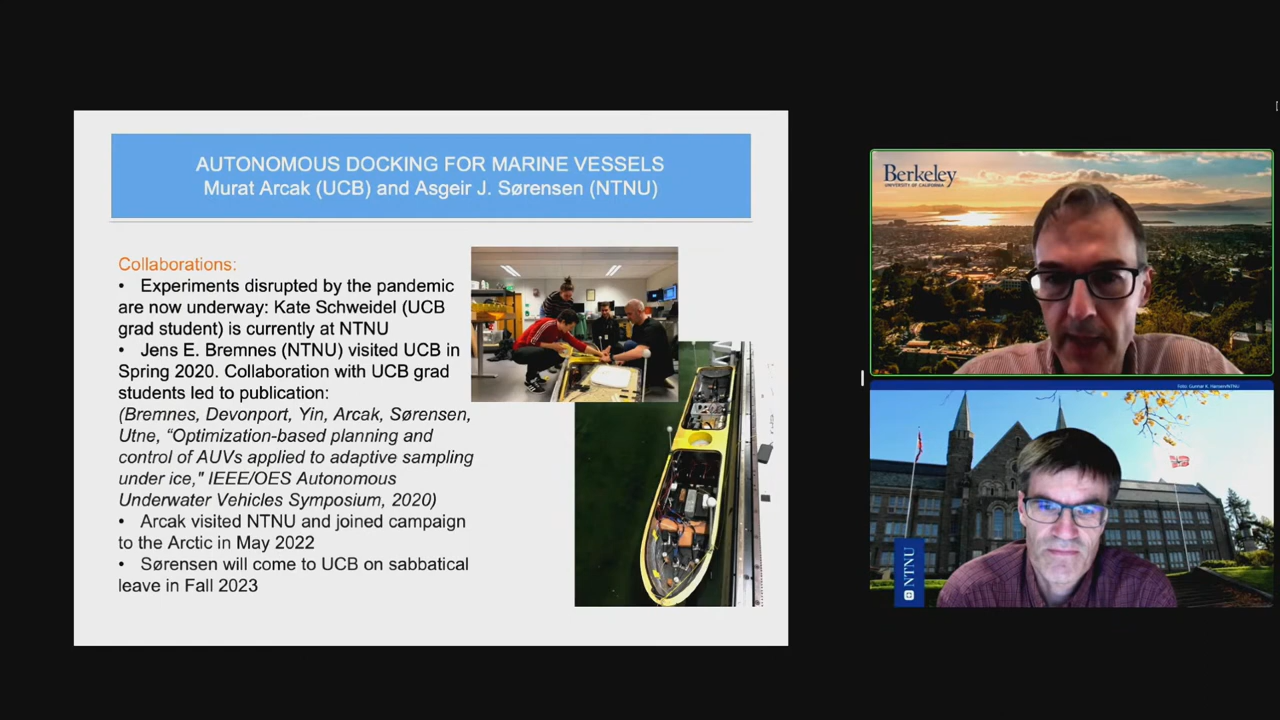 AUTONOMOUS DOCKING FOR MARINE VESSELS
Murat Arcak (UCB) and Asgeir J. Sørensen (NTNU)
Collaborations:
• Experiments disrupted by the pandemic
are now underway: Kate Schweidel (UCB
grad student) is currently at NTNU
• Jens E. Bremnes (NTNU) visited UCB in
Spring 2020. Collaboration with UCB grad
students led to publication:
(Bremnes, Devonport, Yin, Arcak, Sørensen,
Utne, “Optimization-based planning and
control of AUVs applied to adaptive sampling
under ice," IEEE/OES Autonomous
Underwater Vehicles Symposium, 2020)
• Arcak visited NTNU and joined campaign
to the Arctic in May 2022
• Sørensen will come to UCB on sabbatical
leave in Fall 2023
Berkeley
UNIVERSITY OF CALIFORNIA
Foto: Gunnar K. Hansen/NTNU
NTNU